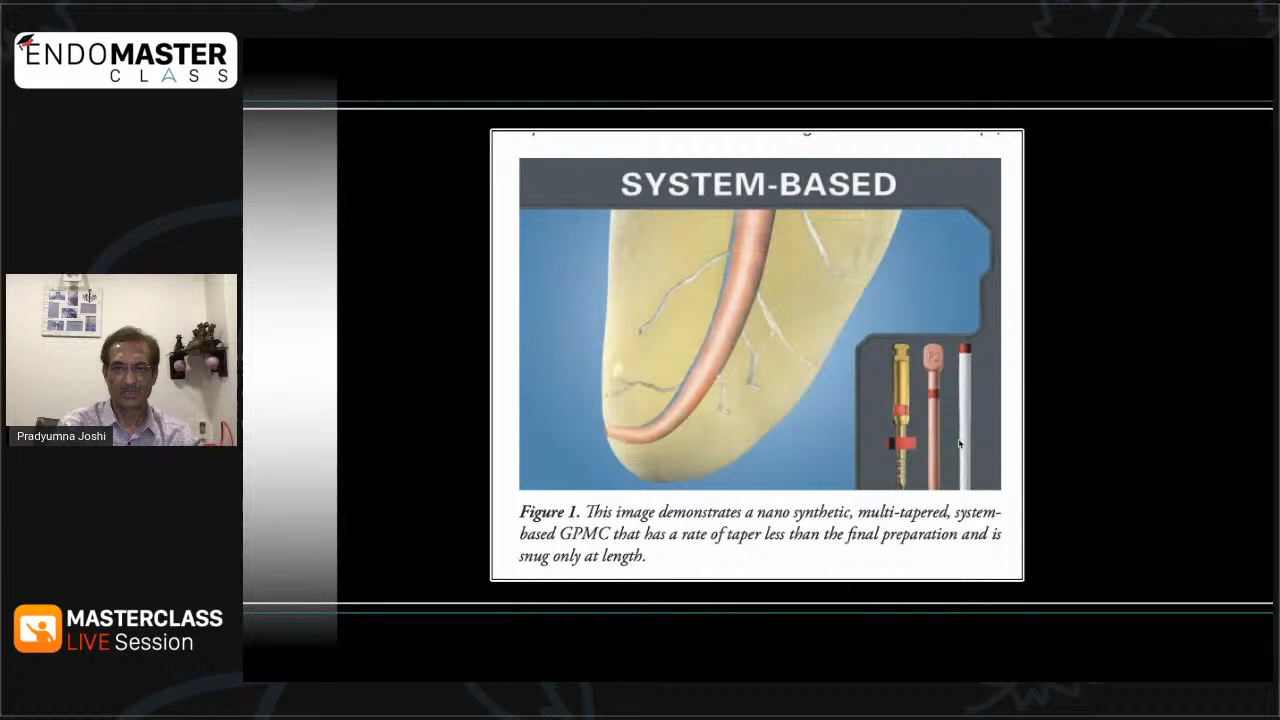 ENDOMASTER
CLASS
SYSTEM-BASED
Figure 1. This image demonstrates a nano synthetic, multi-tapered, system-
based GPMC that has a rate of taper less than the final preparation and is
snug only at length.
Pradyumna Joshi
MASTERCLASS
LIVE Session